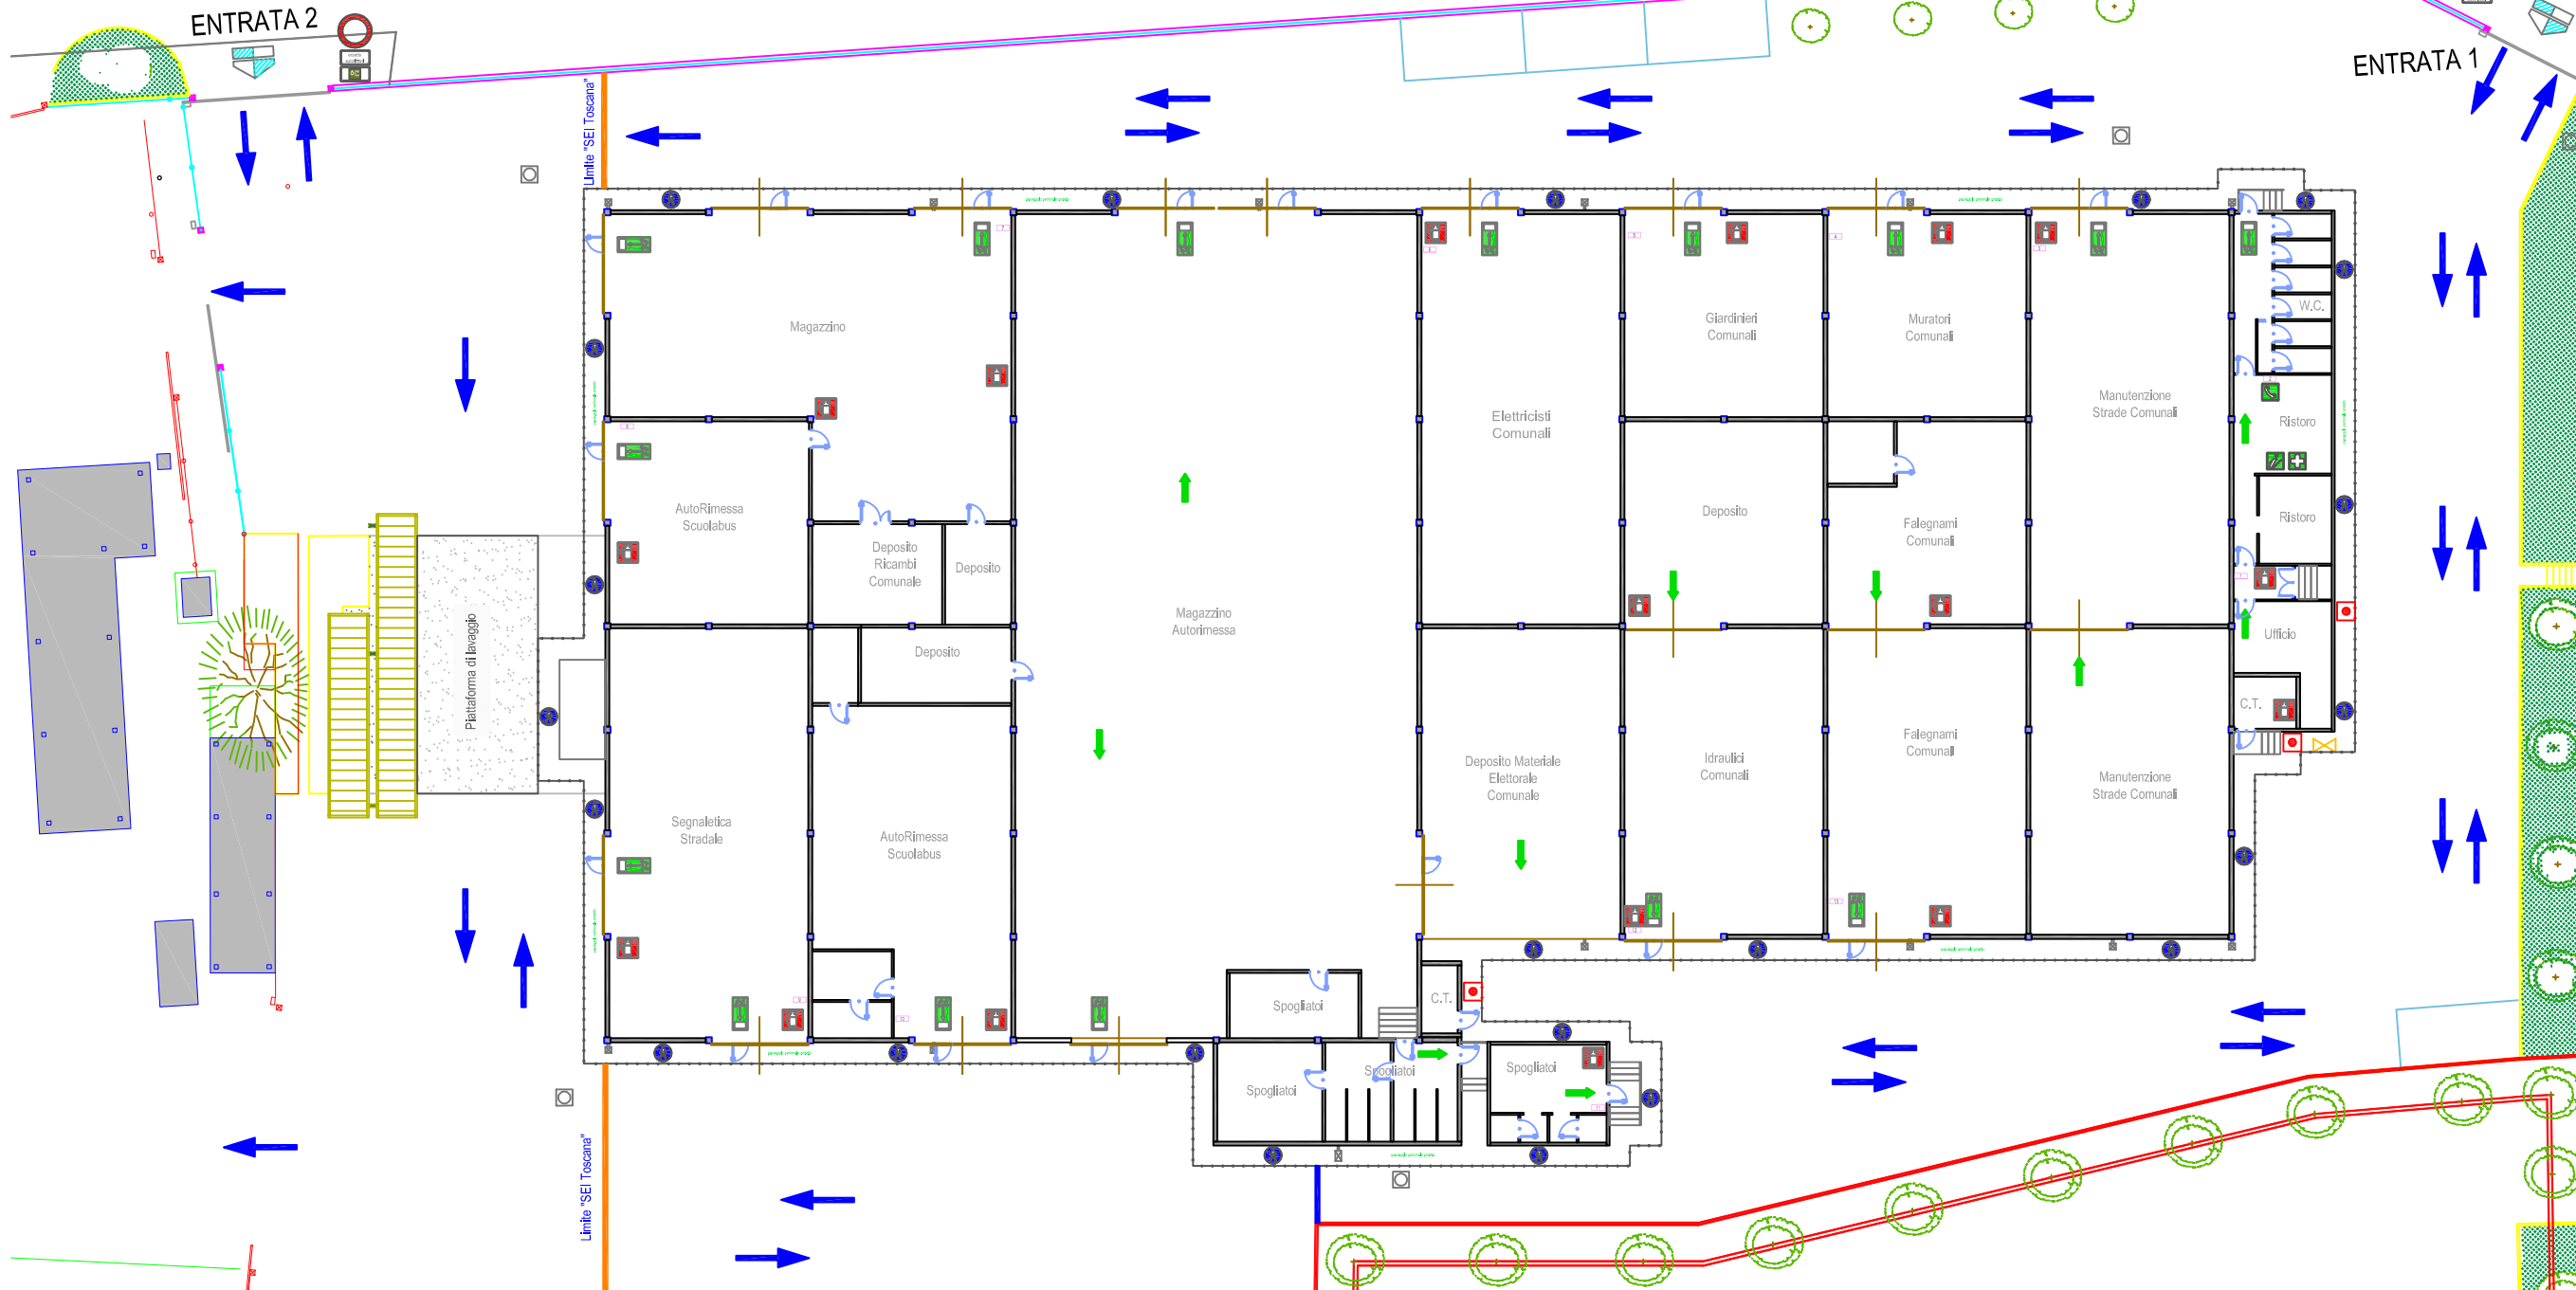 ENTRATA 2
ENTRATA 1
Limite "SEI Toscana"
Magazzino
Giardinieri
Comunali
Muratori
Comunali
W.C.
Manutenzione
Strade Comunali
Elettricisti
Comunali
Ristoro
AutoRimessa
Scuolabus
Deposito
Ristoro
Falegnami
Comunali
Deposito
Ricambi
Comunale
Deposito
Magazzino
Autorimessa
Piattaforma di lavaggio
Deposito
Ufficio
C.T.
Deposito Materiale
Elettorale
Comunale
Idraulici
Comunali
Falegnami
Comunali
Manutenzione
Strade Comunali
Segnaletica
Stradale
AutoRimessa
Scuolabus
Spogliatoi
C.T.
Spogliatoi
Spogliatoi
Spogliatoi
Limite "SEI Toscana"